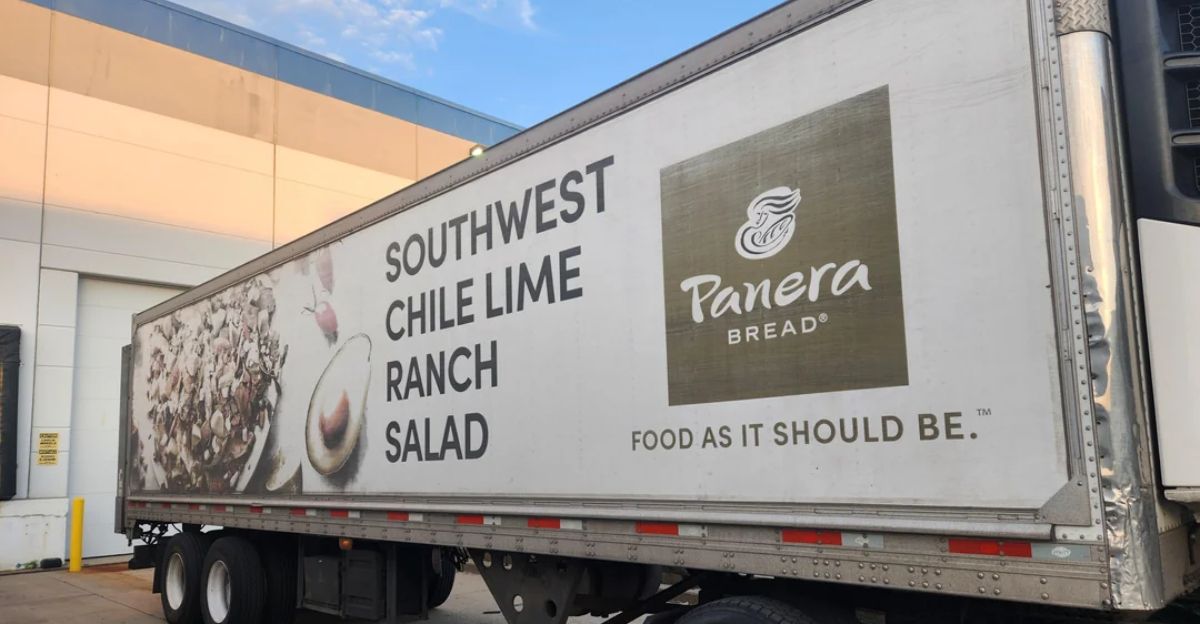 SOUTHWEST
CHILE LIME
RANCH
SALAD
Panera
BREAD®
FOOD AS IT SHOULD BE.™